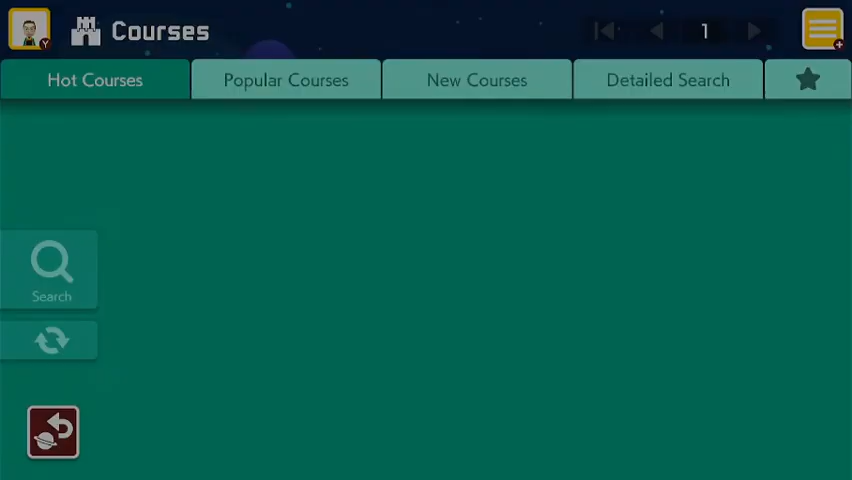 Y
Courses
1
+
Hot Courses
Popular Courses
New Courses
Detailed Search
Search